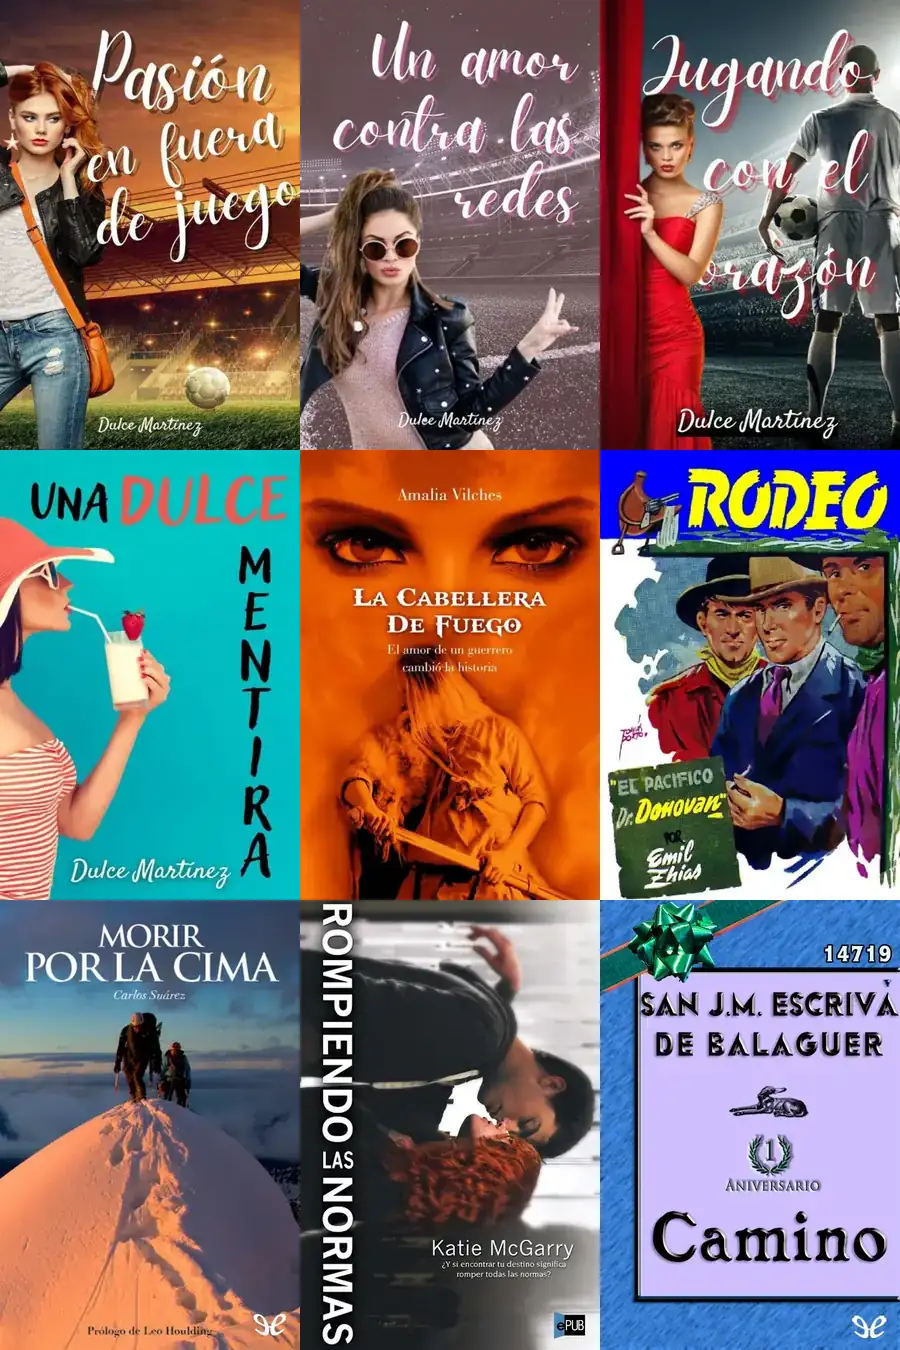 Pasión
en fuera
de juego
Dulce Martínez
Un amor
contra las
redes
Dulce Martínez
Jugando
con el
corazón
Dulce Martínez
UNA DULCE
MENTIRA
Dulce Martínez
Amalia Vilches
LA CABELLERA
DE FUEGO
El amor de un guerrero
cambió la historia
RODEO
"EL PACIFICO
Dr. Donovan"
POR
Emil
Ehias
MORIR
POR LA CIMA
Carlos Suárez
Prólogo de Leo Houlding
ROMPIENDO LAS NORMAS
Katie McGarry
¿Y si encontrar tu destino significa
romper todas las normas?
ePUB
14719
SAN J.M. ESCRIVÀ
DE BALAGUER
1
ANIVERSARIO
Camino